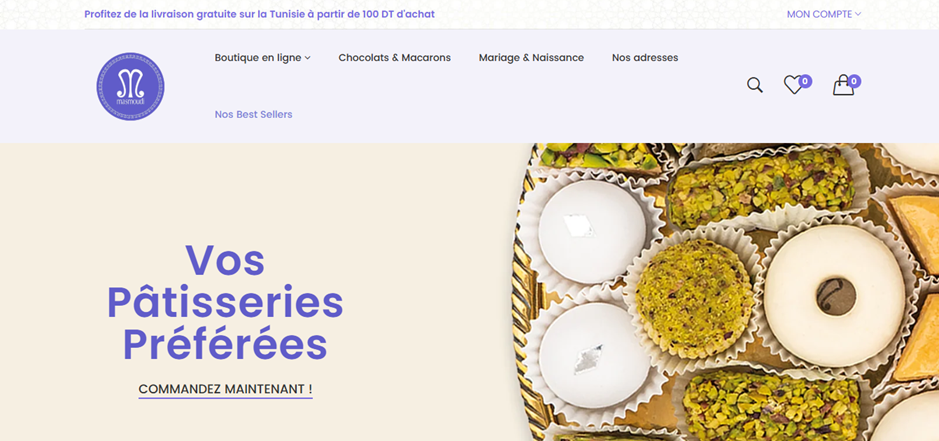 Profitez de la livraison gratuite sur la Tunisie à partir de 100 DT d'achat
MON COMPTE
masmoudi
Boutique en ligne
Chocolats & Macarons
Mariage & Naissance
Nos adresses
0
0
Nos Best Sellers
Vos
Pâtisseries
Préférées
COMMANDEZ MAINTENANT !